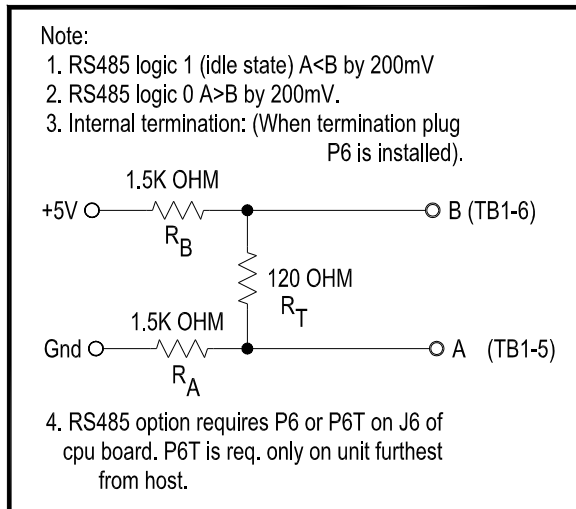 Note:
1. RS485 logic 1 (idle state) A<B by 200mV
2. RS485 logic 0 A>B by 200mV.
3. Internal termination: (When termination plug
P6 is installed).
1.5K OHM
+5V
B (TB1-6)
RB
120 OHM
RT
1.5K OHM
Gnd
A (TB1-5)
RA
4. RS485 option requires P6 or P6T on J6 of
cpu board. P6T is req. only on unit furthest
from host.